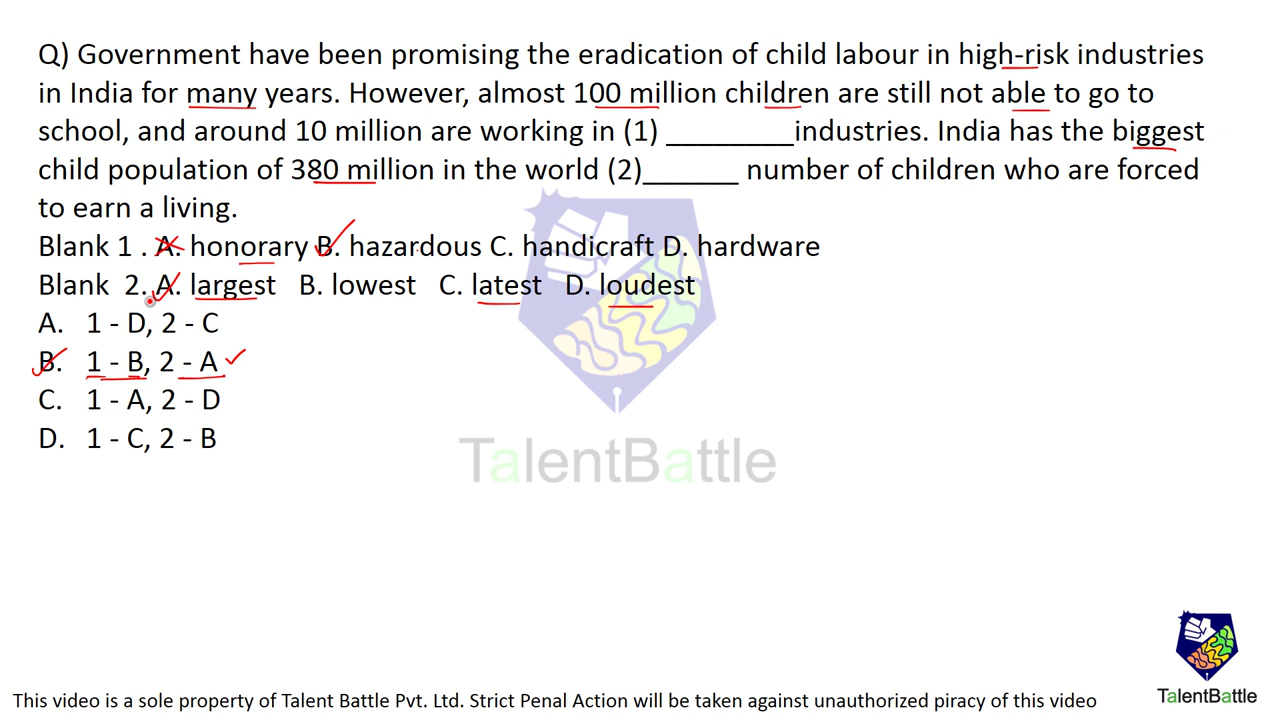 Q) Government have been promising the eradication of child labour in high-risk industries
in India for many years. However, almost 100 million children are still not able to go to
school, and around 10 million are working in (1) ________industries. India has the biggest
child population of 380 million in the world (2)______ number of children who are forced
to earn a living.
Blank 1 . A. honorary B. hazardous C. handicraft D. hardware
Blank 2. A. largest B. lowest C. latest D. loudest
A. 1 - D, 2 - C
B. 1 - B, 2 - A
C. 1 - A, 2 - D
D. 1 - C, 2 - B
TalentBattle
TalentBattle
This video is a sole property of Talent Battle Pvt. Ltd. Strict Penal Action will be taken against unauthorized piracy of this video